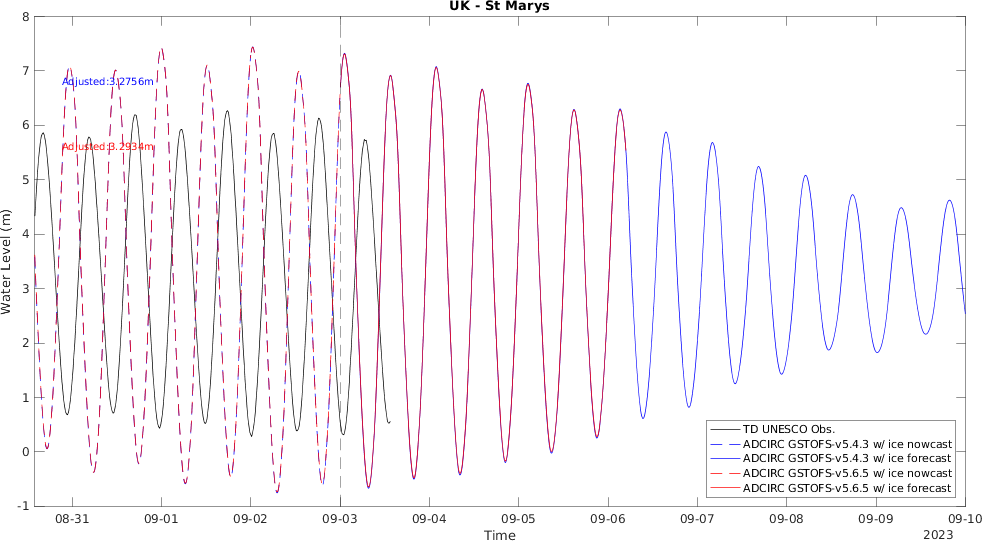 UK - St Marys
8
7
6
5
4
3
2
1
0
-1
Water Level (m)
Adjusted:3.2756m
Adjusted:3.2934m
TD UNESCO Obs.
ADCIRC GSTOFS-v5.4.3 w/ ice nowcast
ADCIRC GSTOFS-v5.4.3 w/ ice forecast
ADCIRC GSTOFS-v5.6.5 w/ ice nowcast
ADCIRC GSTOFS-v5.6.5 w/ ice forecast
08-31 09-01 09-02 09-03 09-04 09-05 09-06 09-07 09-08 09-09 09-10
Time
2023